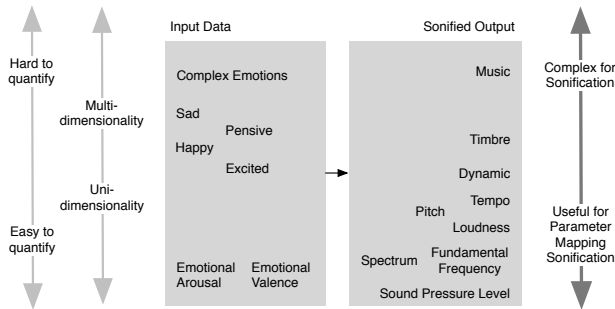 Input Data
Sonified Output
Hard to
quantify
Multi-
dimensionality
Uni-
dimensionality
Easy to
quantify
Complex Emotions
Sad
Pensive
Happy
Excited
Emotional
Arousal
Emotional
Valence
Music
Timbre
Dynamic
Tempo
Pitch
Loudness
Spectrum
Fundamental
Frequency
Sound Pressure Level
Complex for
Sonification
Useful for
Parameter
Mapping
Sonification